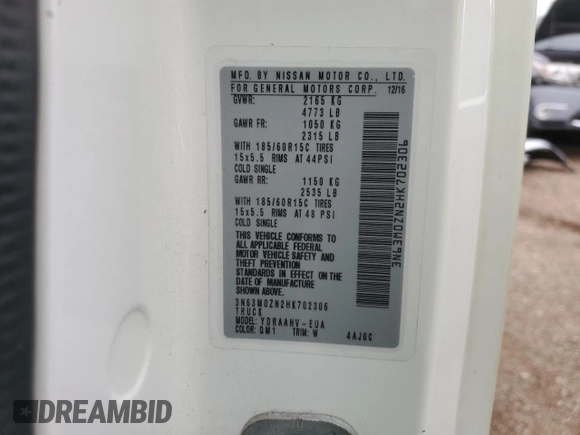 MFD. BY NISSAN MOTOR CO., LTD.
FOR GENERAL MOTORS CORP. 12/16
GVWR: 2165 KG
4773 LB
GAWR FR: 1050 KG
2315 LB
WITH 185/60R15C TIRES
15x5.5 RIMS AT 44PSI
COLD SINGLE
GAWR RR: 1150 KG
2535 LB
WITH 185/60R15C TIRES
15x5.5 RIMS AT 48 PSI
COLD SINGLE
THIS VEHICLE CONFORMS TO
ALL APPLICABLE FEDERAL
MOTOR VEHICLE SAFETY AND
THEFT PREVENTION
STANDARDS IN EFFECT ON THE
DATE OF MANUFACTURE
SHOWN ABOVE.
3N63M0ZN2HK702306
TRUCK
MODEL: YDRAAHV-EUA
COLOR: QM1 TRIM: W 4AJ0C
3N63M0ZN2HK702306
DREAMBID